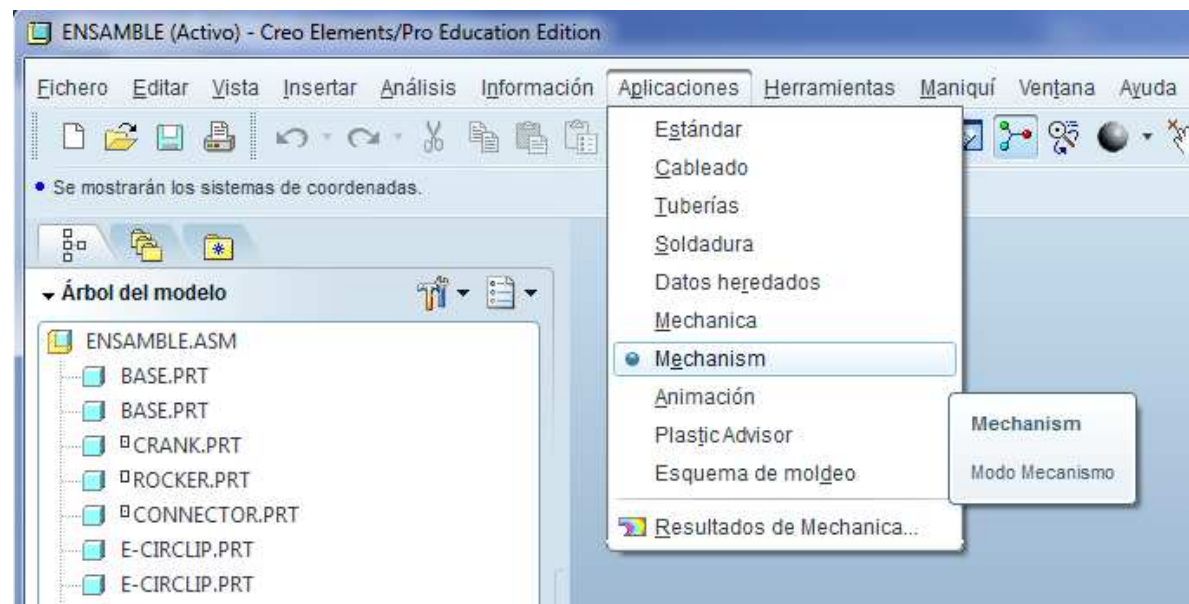 ENSAMBLE (Activo) - Creo Elements/Pro Education Edition
Fichero Editar Vista Insertar Análisis Información Aplicaciones Herramientas Maniquí Ventana Ayuda
Se mostrarán los sistemas de coordenadas.
Árbol del modelo
ENSAMBLE.ASM
BASE.PRT
BASE.PRT
CRANK.PRT
ROCKER.PRT
CONNECTOR.PRT
E-CIRCLIP.PRT
E-CIRCLIP.PRT
Estándar
Cableado
Tuberías
Soldadura
Datos heredados
Mechanica
Mechanism
Animación
Plastic Advisor
Esquema de moldeo
Resultados de Mechanica...
Mechanism
Modo Mecanismo